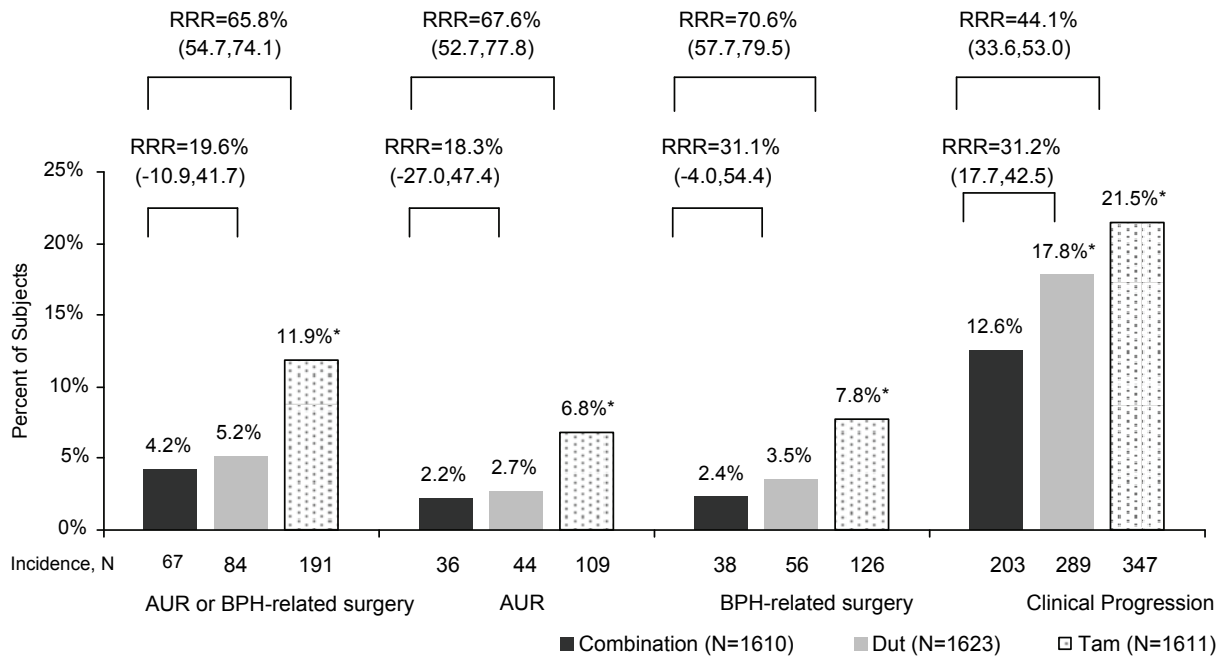 RRR=65.8% RRR=67.6% RRR=70.6% RRR=44.1%
(54.7,74.1) (52.7,77.8) (57.7,79.5) (33.6,53.0)
RRR=19.6% RRR=18.3% RRR=31.1% RRR=31.2%
(-10.9,41.7) (-27.0,47.4) (-4.0,54.4) (17.7,42.5)
Percent of Subjects
25%
20%
15%
10%
5%
0%
4.2% 5.2% 11.9%*
2.2% 2.7% 6.8%*
2.4% 3.5% 7.8%*
12.6% 17.8%* 21.5%*
Incidence, N 67 84 191 36 44 109 38 56 126 203 289 347
AUR or BPH-related surgery AUR BPH-related surgery Clinical Progression
Combination (N=1610) Dut (N=1623) Tam (N=1611)